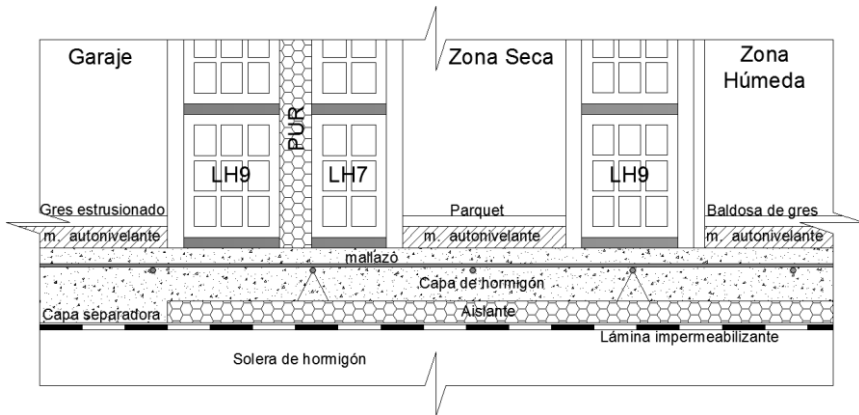 Garaje
Zona Seca
Zona
Húmeda
PUR
LH9
LH7
LH9
Gres estrusionado
Parquet
Baldosa de gres
m. autonivelante
m. autonivelante
m. autonivelante
mallazo
Capa de hormigón
Capa separadora
Aislante
Lámina impermeabilizante
Solera de hormigón